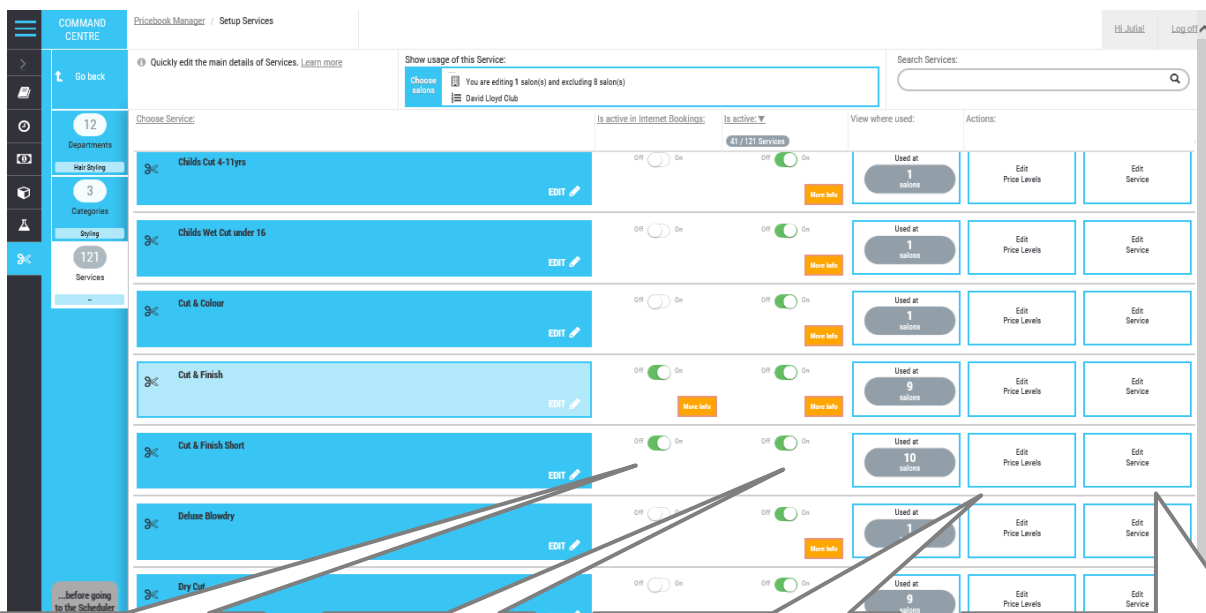 COMMAND
CENTRE
Pricebook Manager / Setup Services
Hi Julia!
Log off
Go back
Quickly edit the main details of Services. Learn more
Show usage of this Service:
Choose
salons
You are editing 1 salon(s) and excluding 8 salon(s)
David Lloyd Club
Search Services:
12
Departments
Hair Styling
3
Categories
Styling
121
Services
--
...before going
to the Scheduler
Choose Service:
Is active in Internet Bookings:
Is active:▼
41 / 121 Services
View where used:
Actions:
Childs Cut 4-11yrs
EDIT
Off On
Off On
More Info
Used at
1
salons
Edit
Price Levels
Edit
Service
Childs Wet Cut under 16
EDIT
Off On
Off On
More Info
Used at
1
salons
Edit
Price Levels
Edit
Service
Cut & Colour
EDIT
Off On
Off On
More Info
Used at
1
salons
Edit
Price Levels
Edit
Service
Cut & Finish
EDIT
Off On
More Info
Off On
More Info
Used at
9
salons
Edit
Price Levels
Edit
Service
Cut & Finish Short
EDIT
Off On
Off On
Used at
10
salons
Edit
Price Levels
Edit
Service
Deluxe Blowdry
EDIT
Off On
Off On
More Info
Used at
1
Edit
Price Levels
Edit
Service
Dry Cut
Off On
Off On
Used at
9
salons
Edit
Price Levels
Edit
Service